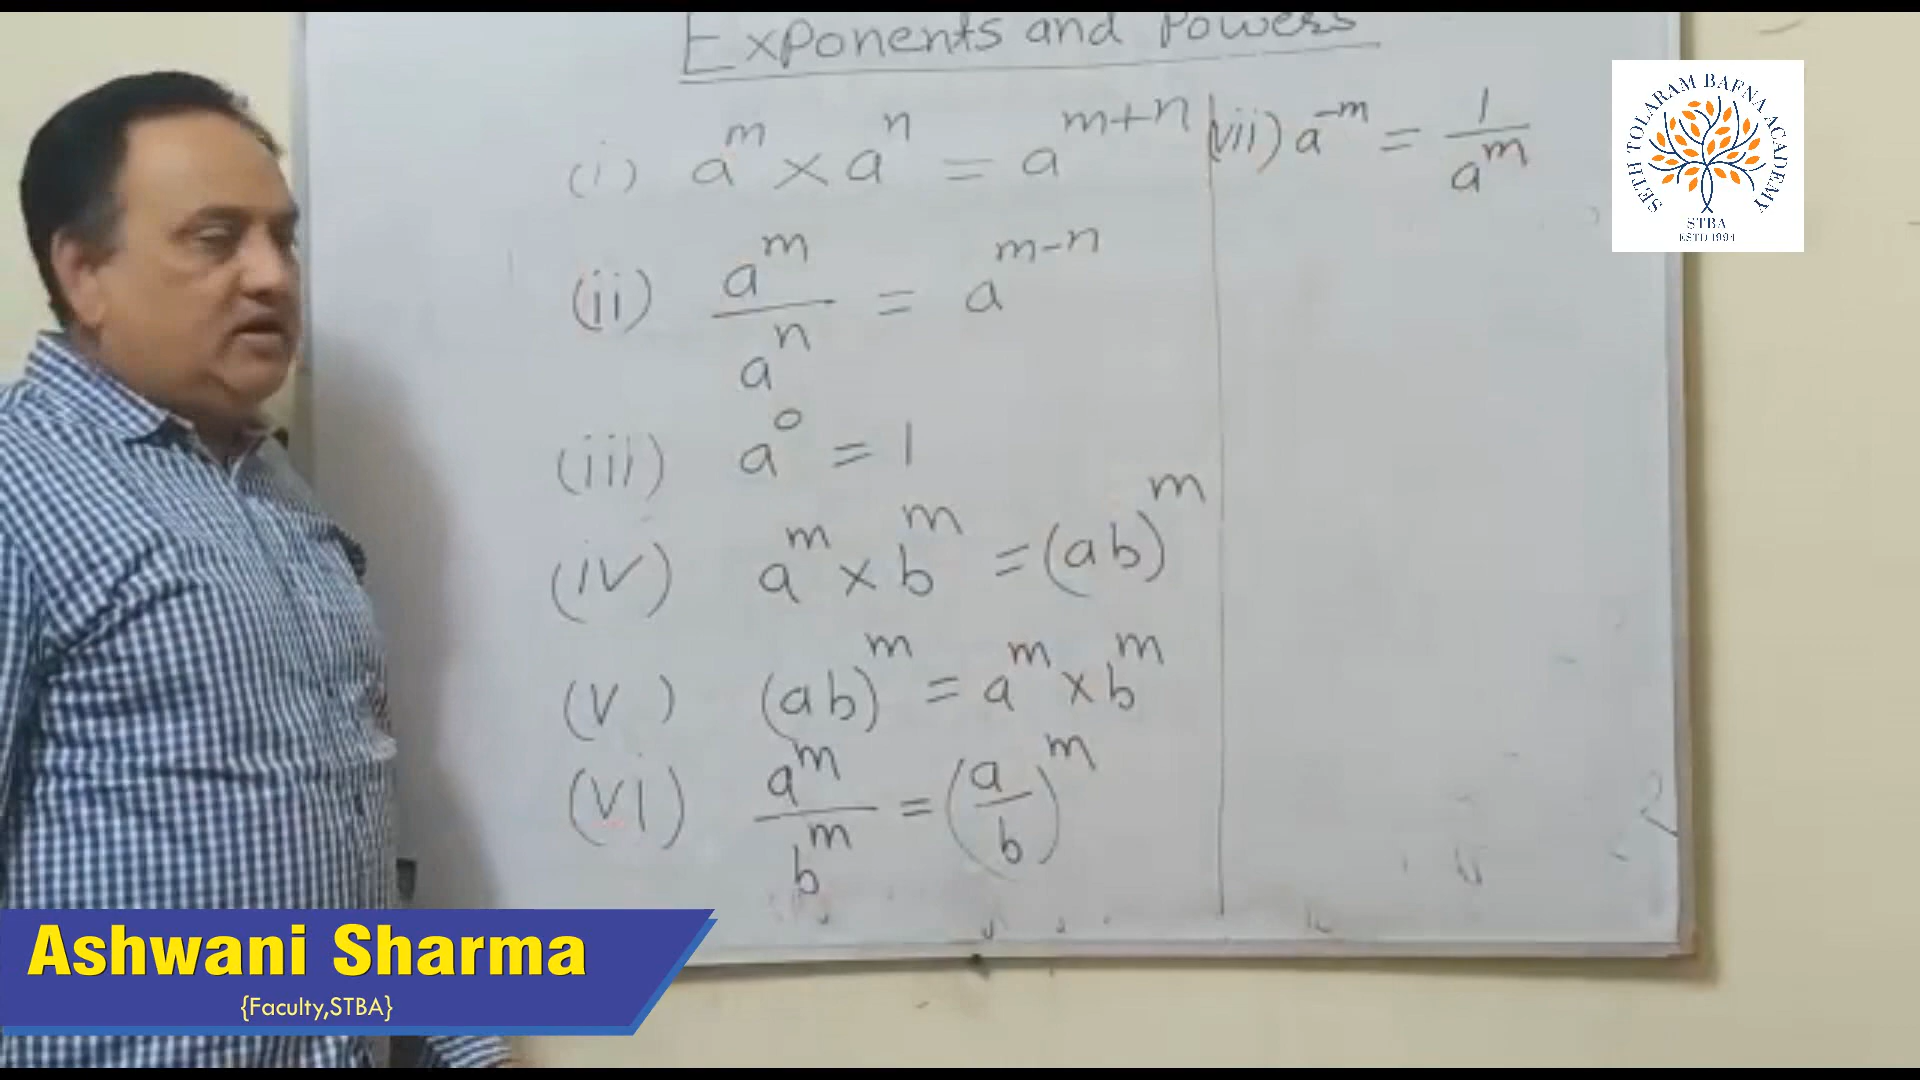 Exponents and Powers
(i) a^m × a^n = a^{m+n}
(ii) a^m / a^n = a^{m-n}
(iii) a^0 = 1
(iv) a^m × b^m = (ab)^m
(v) (ab)^m = a^m × b^m
(vi) a^m / b^m = (a/b)^m
(vii) a^{-m} = 1 / a^m
SETH TOLARAM BAFNA ACADEMY
STBA
ESTD 1994
Ashwani Sharma
{Faculty,STBA}